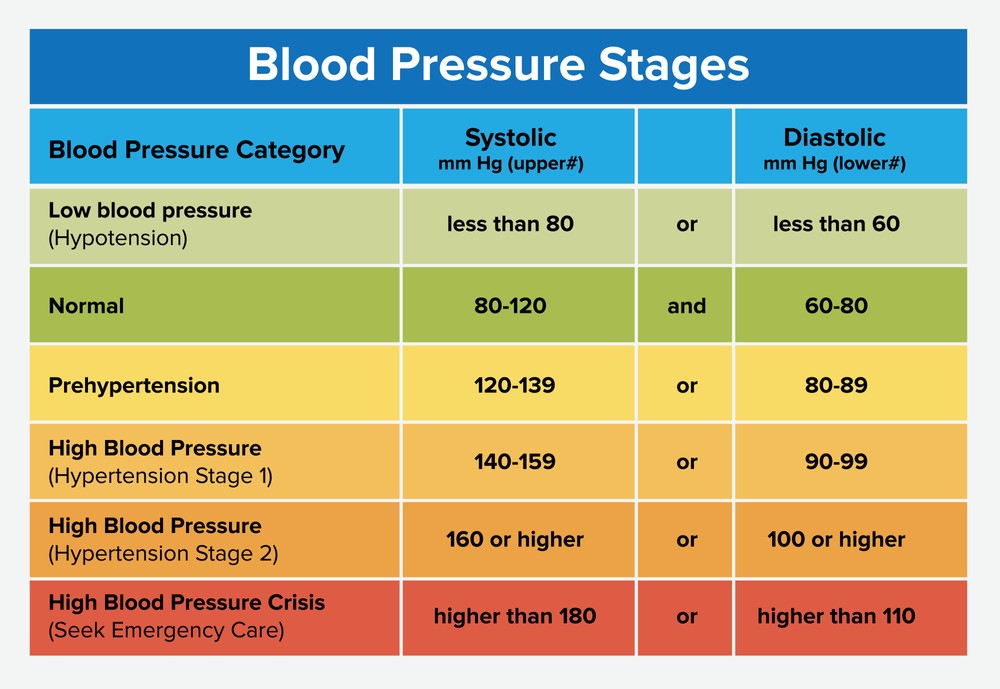 Blood Pressure Stages
Blood Pressure Category
Systolic
mm Hg (upper#)
Diastolic
mm Hg (lower#)
Low blood pressure
(Hypotension)
less than 80
or
less than 60
Normal
80-120
and
60-80
Prehypertension
120-139
or
80-89
High Blood Pressure
(Hypertension Stage 1)
140-159
or
90-99
High Blood Pressure
(Hypertension Stage 2)
160 or higher
or
100 or higher
High Blood Pressure Crisis
(Seek Emergency Care)
higher than 180
or
higher than 110